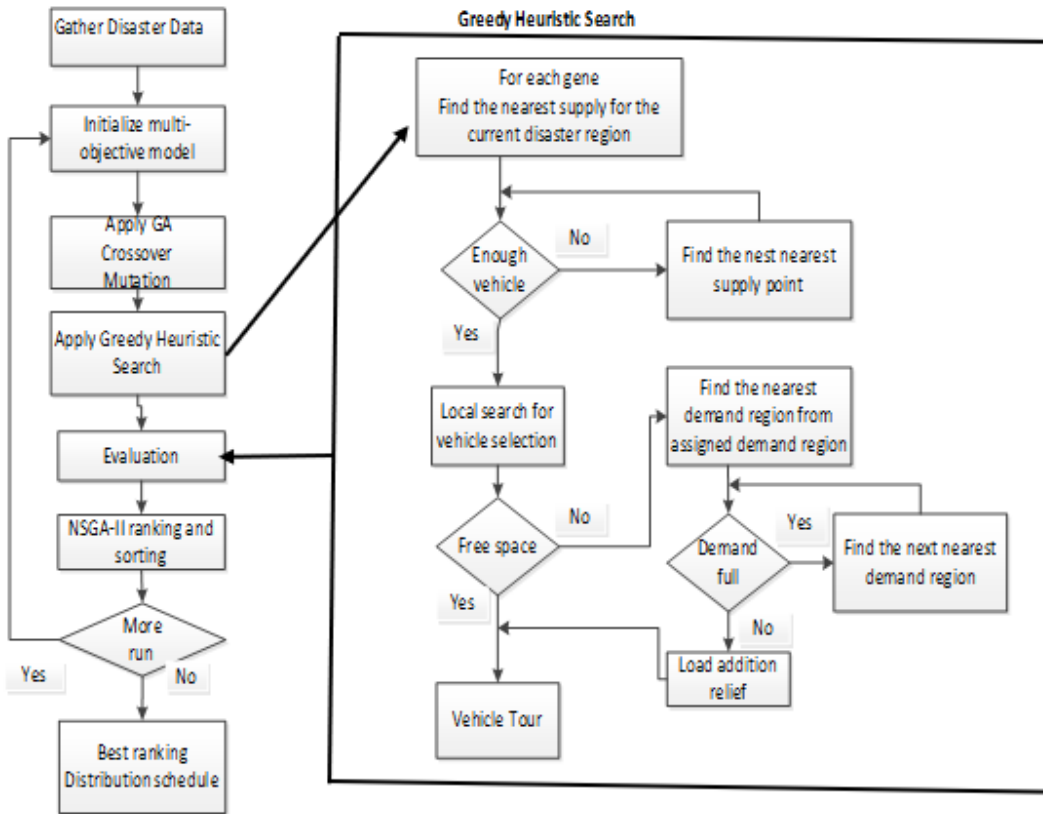 Greedy Heuristic Search
Gather Disaster Data
Initialize multi-
objective model
Apply GA
Crossover
Mutation
Apply Greedy Heuristic
Search
Evaluation
NSGA-II ranking and
sorting
More
run
Yes
No
Best ranking
Distribution schedule
For each gene
Find the nearest supply for the
current disaster region
Enough
vehicle
No
Find the nest nearest
supply point
Yes
Local search for
vehicle selection
Find the nearest
demand region from
assigned demand region
Free space
No
Demand
full
Yes
Find the next nearest
demand region
Yes
No
Load addition
relief
Vehicle Tour